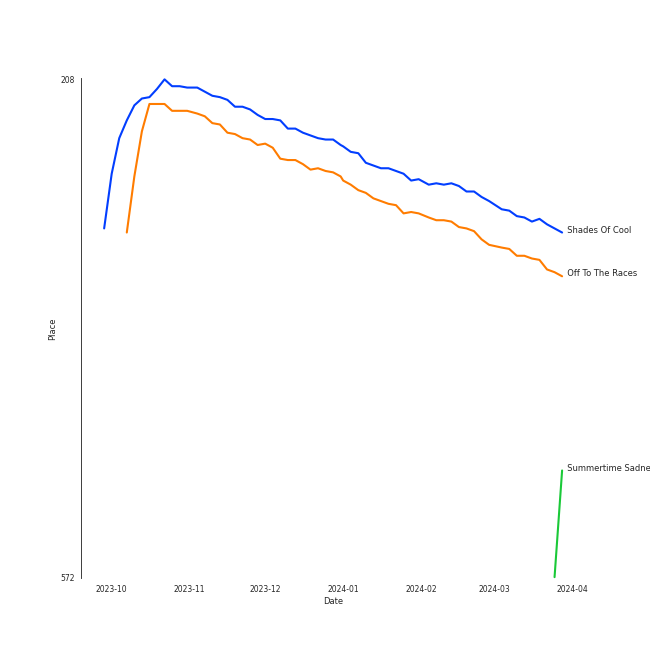 208
Shades Of Cool
Off To The Races
Place
Summertime Sadne
572
2023-10 2023-11 2023-12 2024-01 2024-02 2024-03 2024-04
Date